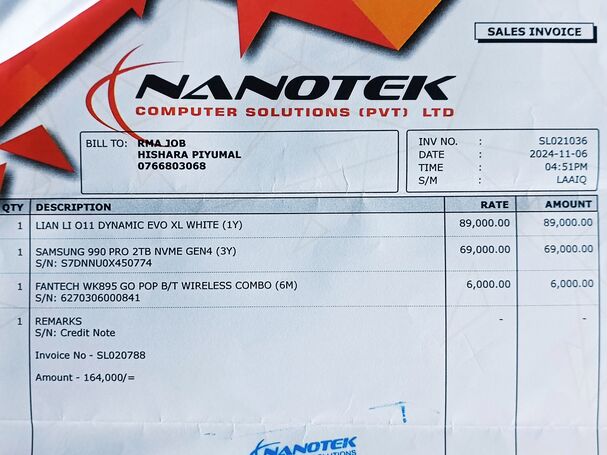 SALES INVOICE
NANOTEK
COMPUTER SOLUTIONS (PVT) LTD
BILL TO: RMA JOB
HISHARA PIYUMAL
0766803068
INV NO. : SL021036
DATE : 2024-11-06
TIME : 04:51PM
S/M : LAAIQ
QTY DESCRIPTION RATE AMOUNT
1 LIAN LI O11 DYNAMIC EVO XL WHITE (1Y) 89,000.00 89,000.00
1 SAMSUNG 990 PRO 2TB NVME GEN4 (3Y) 69,000.00 69,000.00
S/N: S7DNNU0X450774
1 FANTECH WK895 GO POP B/T WIRELESS COMBO (6M) 6,000.00 6,000.00
S/N: 6270306000841
1 REMARKS - -
S/N: Credit Note
Invoice No - SL020788
Amount - 164,000/=
NANOTEK